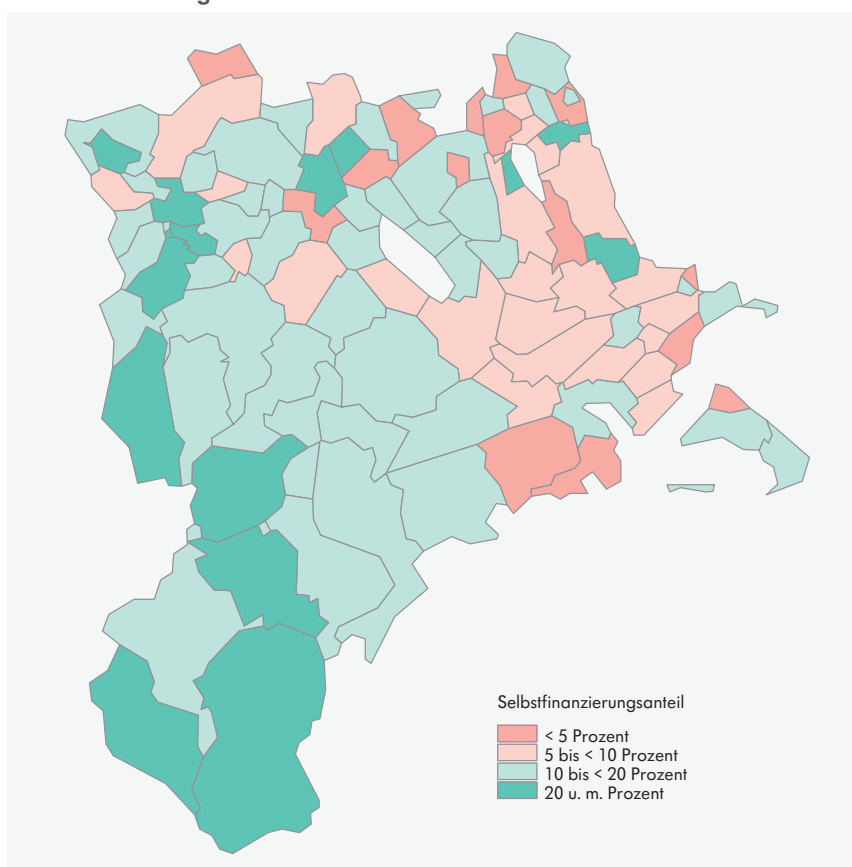 Selbstfinanzierungsanteil
< 5 Prozent
5 bis < 10 Prozent
10 bis < 20 Prozent
20 u. m. Prozent